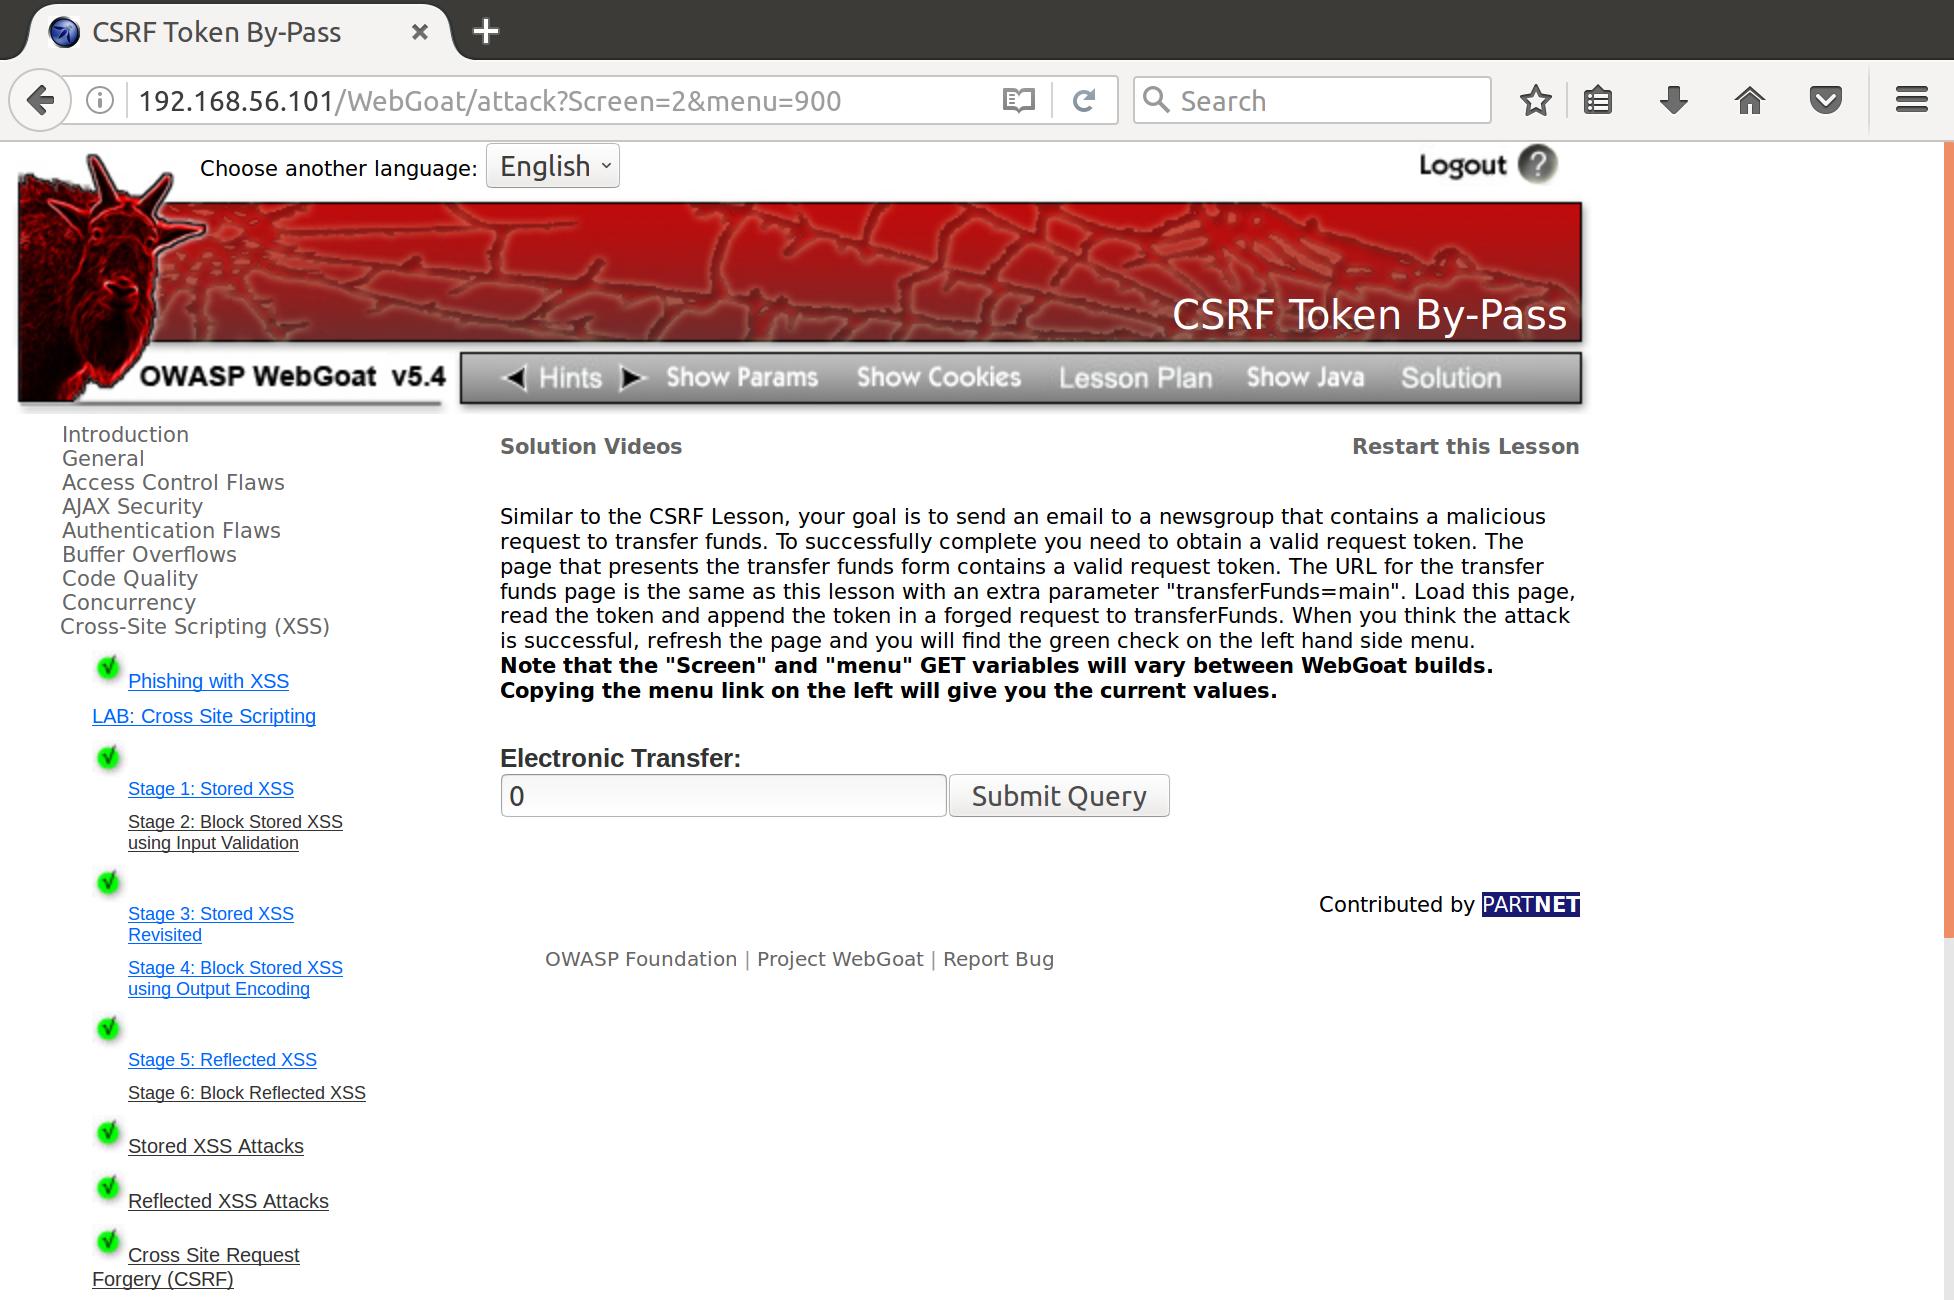 CSRF Token By-Pass
192.168.56.101/WebGoat/attack?Screen=2&menu=900
Search
Choose another language: English
Logout ?
CSRF Token By-Pass
OWASP WebGoat v5.4
Hints Show Params Show Cookies Lesson Plan Show Java Solution
Introduction
General
Access Control Flaws
AJAX Security
Authentication Flaws
Buffer Overflows
Code Quality
Concurrency
Cross-Site Scripting (XSS)
Phishing with XSS
LAB: Cross Site Scripting
Stage 1: Stored XSS
Stage 2: Block Stored XSS
using Input Validation
Stage 3: Stored XSS
Revisited
Stage 4: Block Stored XSS
using Output Encoding
Stage 5: Reflected XSS
Stage 6: Block Reflected XSS
Stored XSS Attacks
Reflected XSS Attacks
Cross Site Request
Forgery (CSRF)
Solution Videos
Restart this Lesson
Similar to the CSRF Lesson, your goal is to send an email to a newsgroup that contains a malicious
request to transfer funds. To successfully complete you need to obtain a valid request token. The
page that presents the transfer funds form contains a valid request token. The URL for the transfer
funds page is the same as this lesson with an extra parameter "transferFunds=main". Load this page,
read the token and append the token in a forged request to transferFunds. When you think the attack
is successful, refresh the page and you will find the green check on the left hand side menu.
Note that the "Screen" and "menu" GET variables will vary between WebGoat builds.
Copying the menu link on the left will give you the current values.
Electronic Transfer:
0 Submit Query
Contributed by PARTNET
OWASP Foundation | Project WebGoat | Report Bug